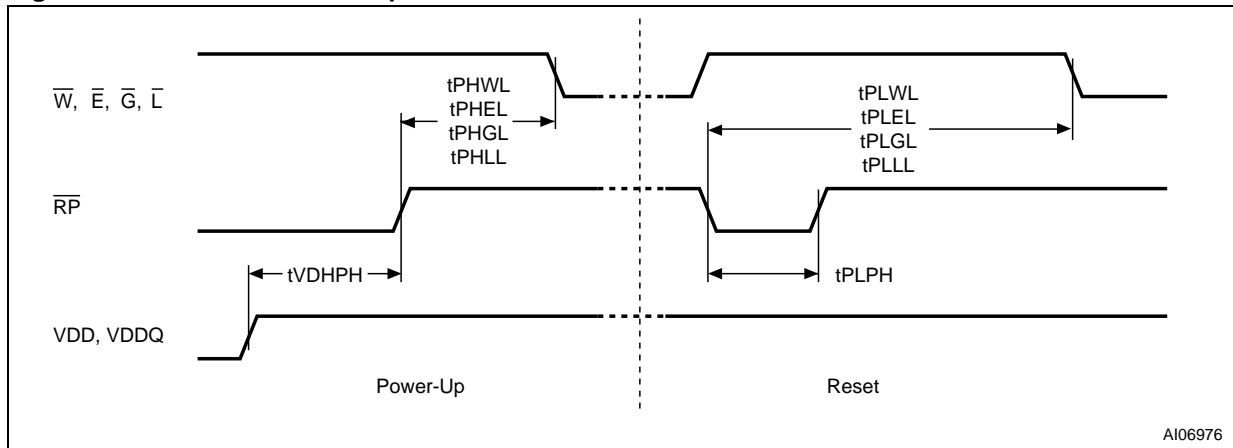 W, E, G, L
tPHWL
tPHEL
tPHGL
tPHLL
tPLWL
tPLEL
tPLGL
tPLLL
RP
tVDHPH
tPLPH
VDD, VDDQ
Power-Up
Reset
AI06976